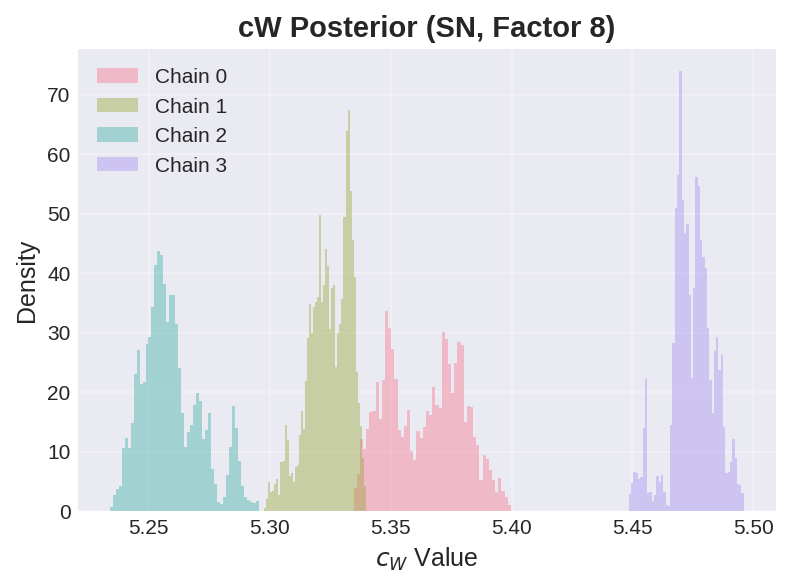 cW Posterior (SN, Factor 8)
Chain 0
Chain 1
Chain 2
Chain 3
Density
70
60
50
40
30
20
10
0
5.25 5.30 5.35 5.40 5.45 5.50
c_W Value